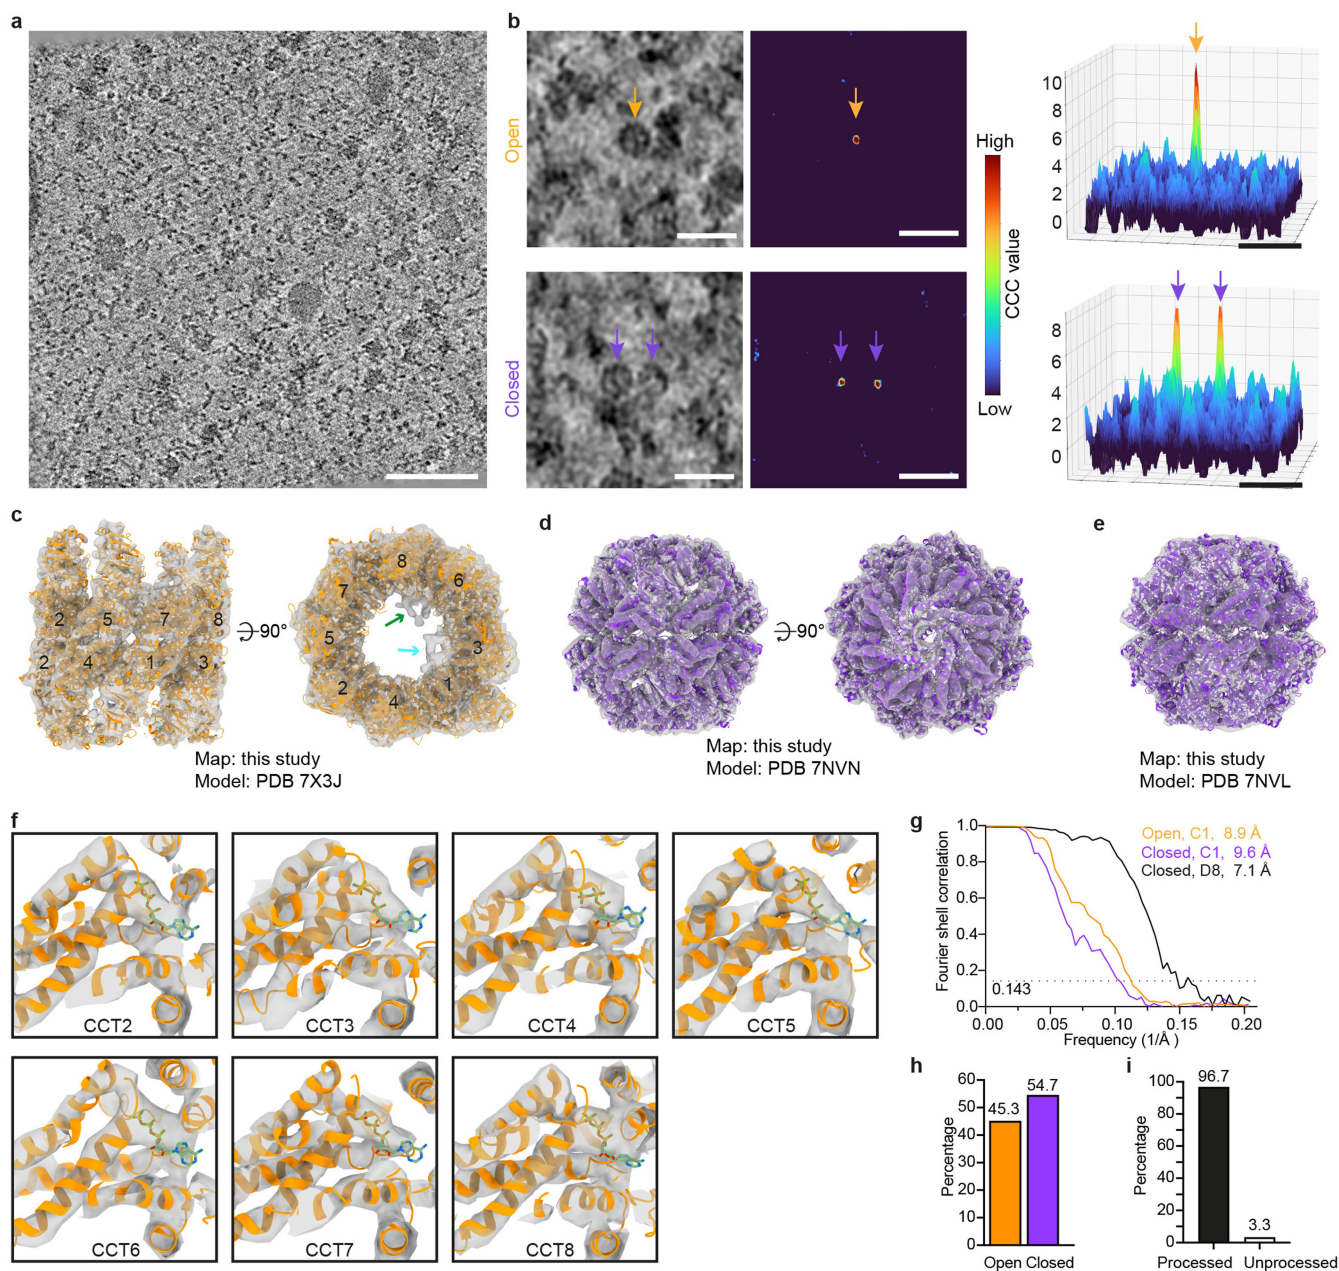 a
b
Open
Closed
High
CCC value
Low
10
8
6
4
2
0
8
6
4
2
0
c
2 5 7 8
2 4 1 3
90°
8
7 6
5 3
2 1
4
Map: this study
Model: PDB 7X3J
d
90°
Map: this study
Model: PDB 7NVN
e
Map: this study
Model: PDB 7NVL
f
CCT2
CCT3
CCT4
CCT5
CCT6
CCT7
CCT8
g
Fourier shell correlation
1.0
0.8
0.6
0.4
0.2
0.0
0.143
Open, C1, 8.9 Å
Closed, C1, 9.6 Å
Closed, D8, 7.1 Å
0.00 0.05 0.10 0.15 0.20
Frequency (1/Å )
h
Percentage
60
50
40
30
20
10
0
45.3
54.7
Open Closed
i
Percentage
100
80
60
40
20
0
96.7
3.3
Processed Unprocessed